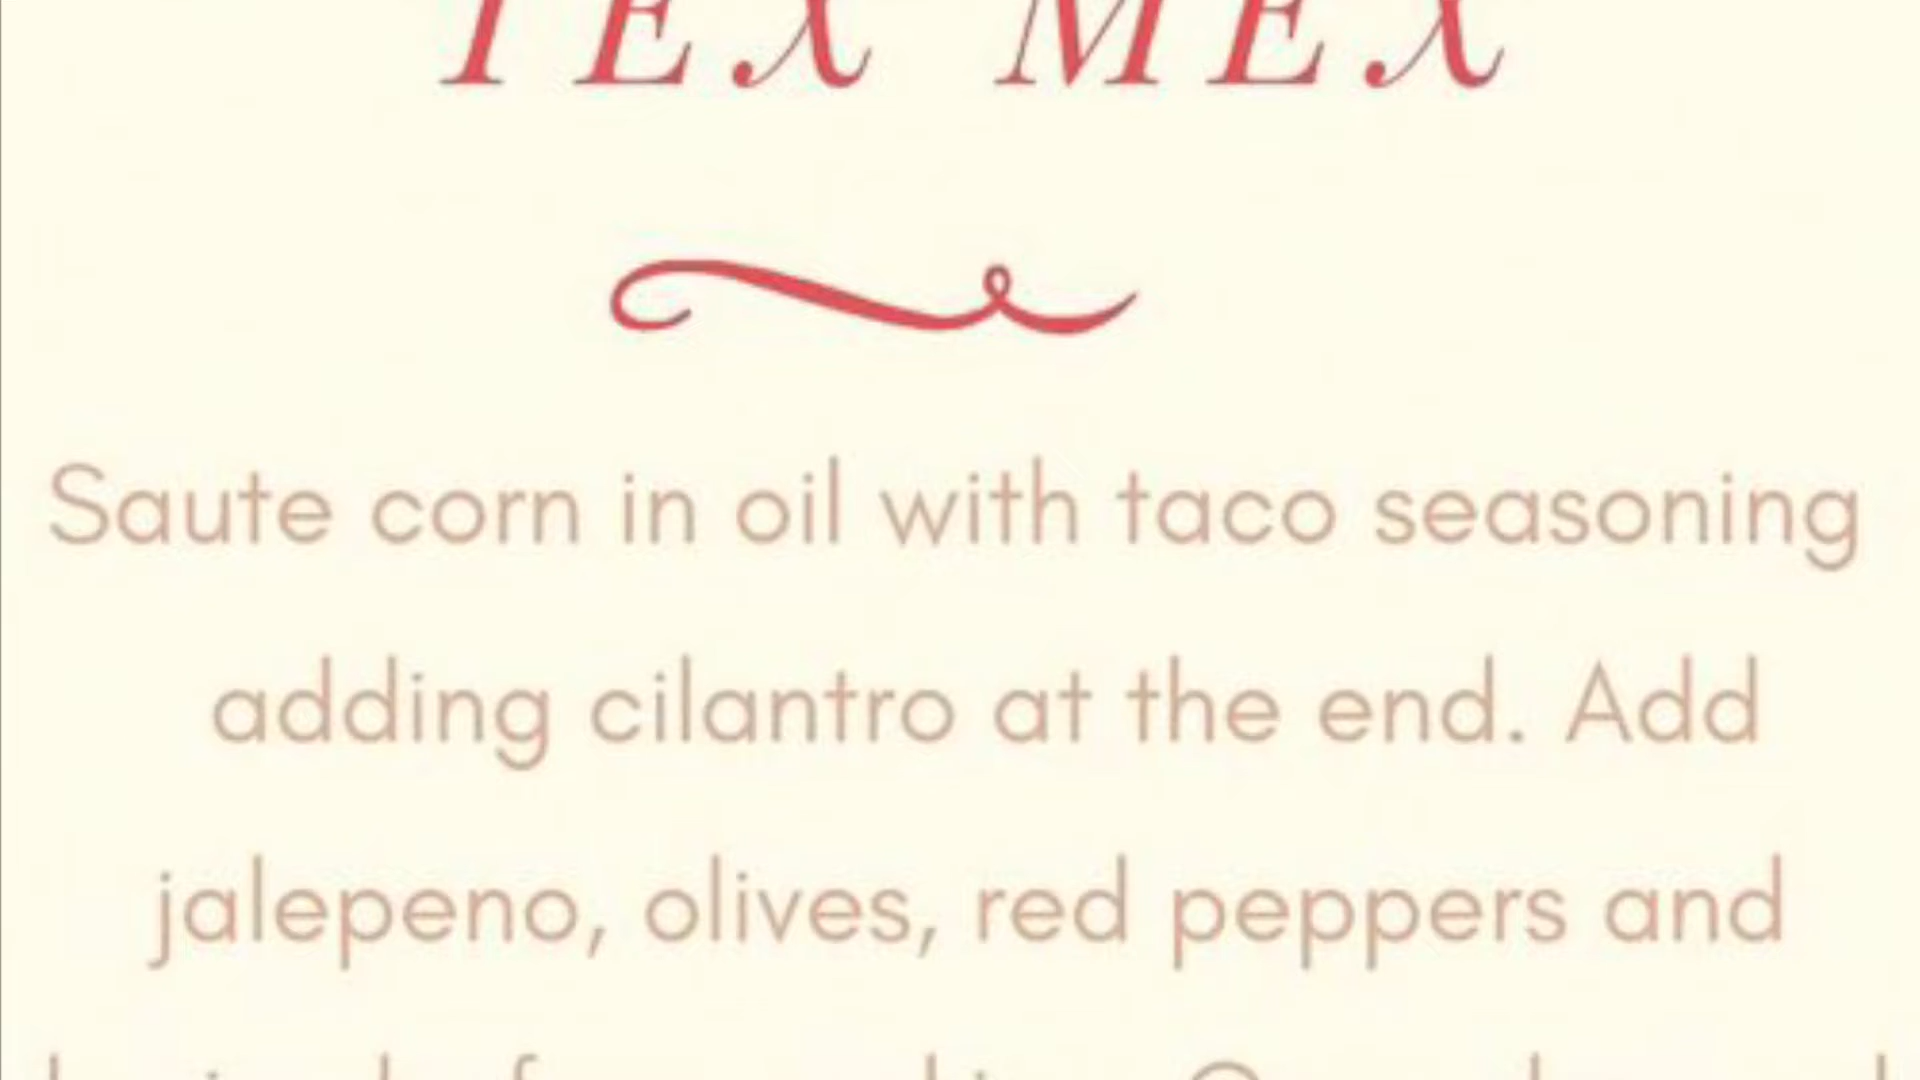 TEX MEX
Saute corn in oil with taco seasoning
adding cilantro at the end. Add
jalepeno, olives, red peppers and